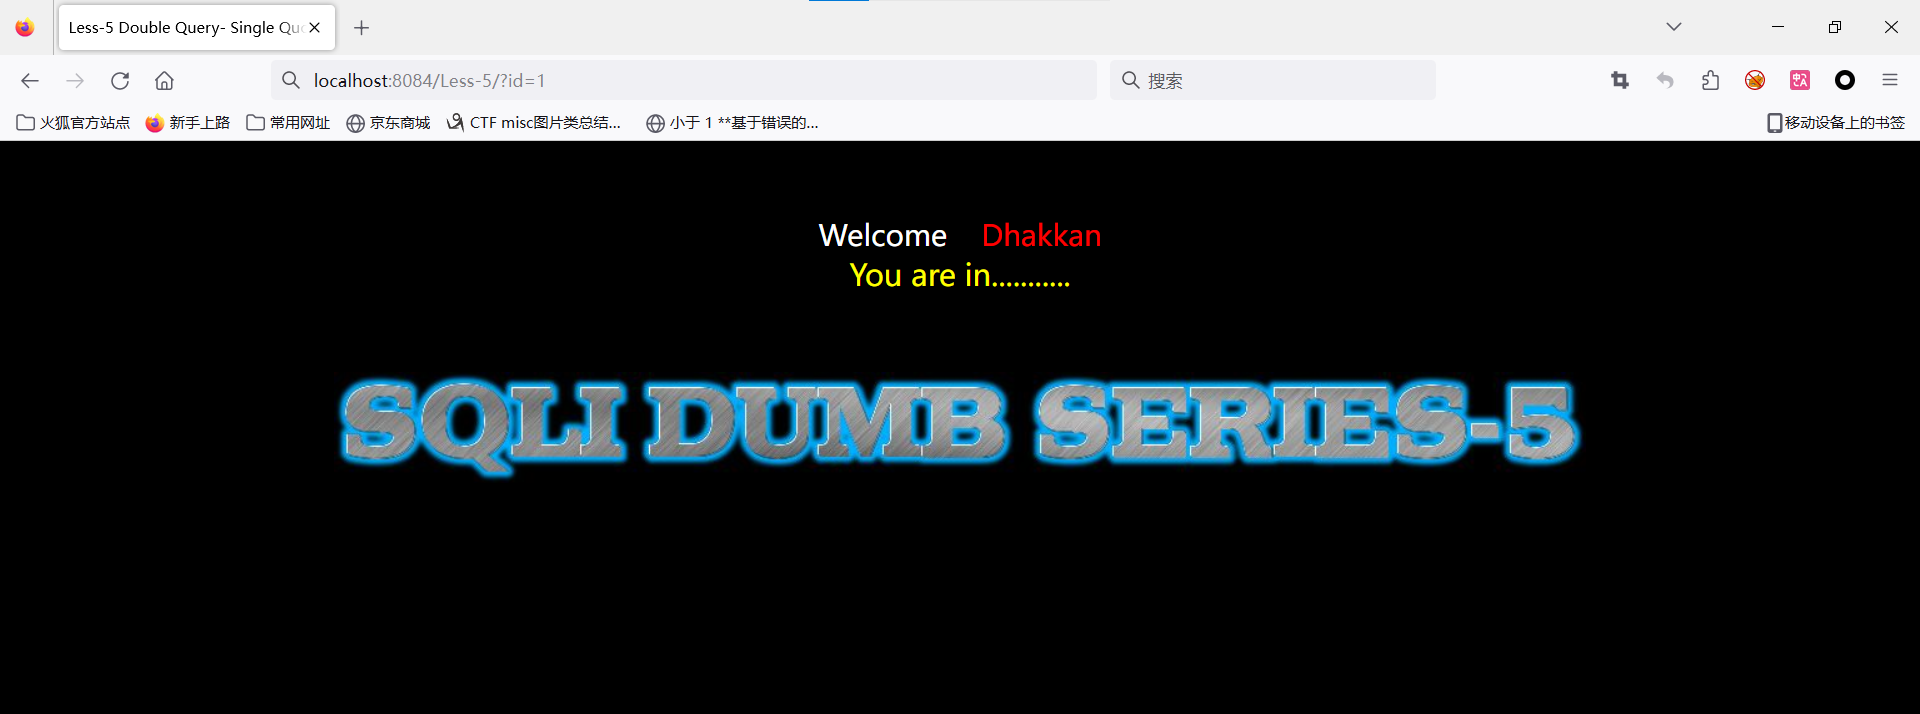 Less-5 Double Query- Single Quo
localhost:8084/Less-5/?id=1
搜索
火狐官方站点 新手上路 常用网址 京东商城 CTF misc图片类总结... 小于 1 **基于错误的... 移动设备上的书签
Welcome Dhakkan
You are in...........
SQLI DUMB SERIES-5